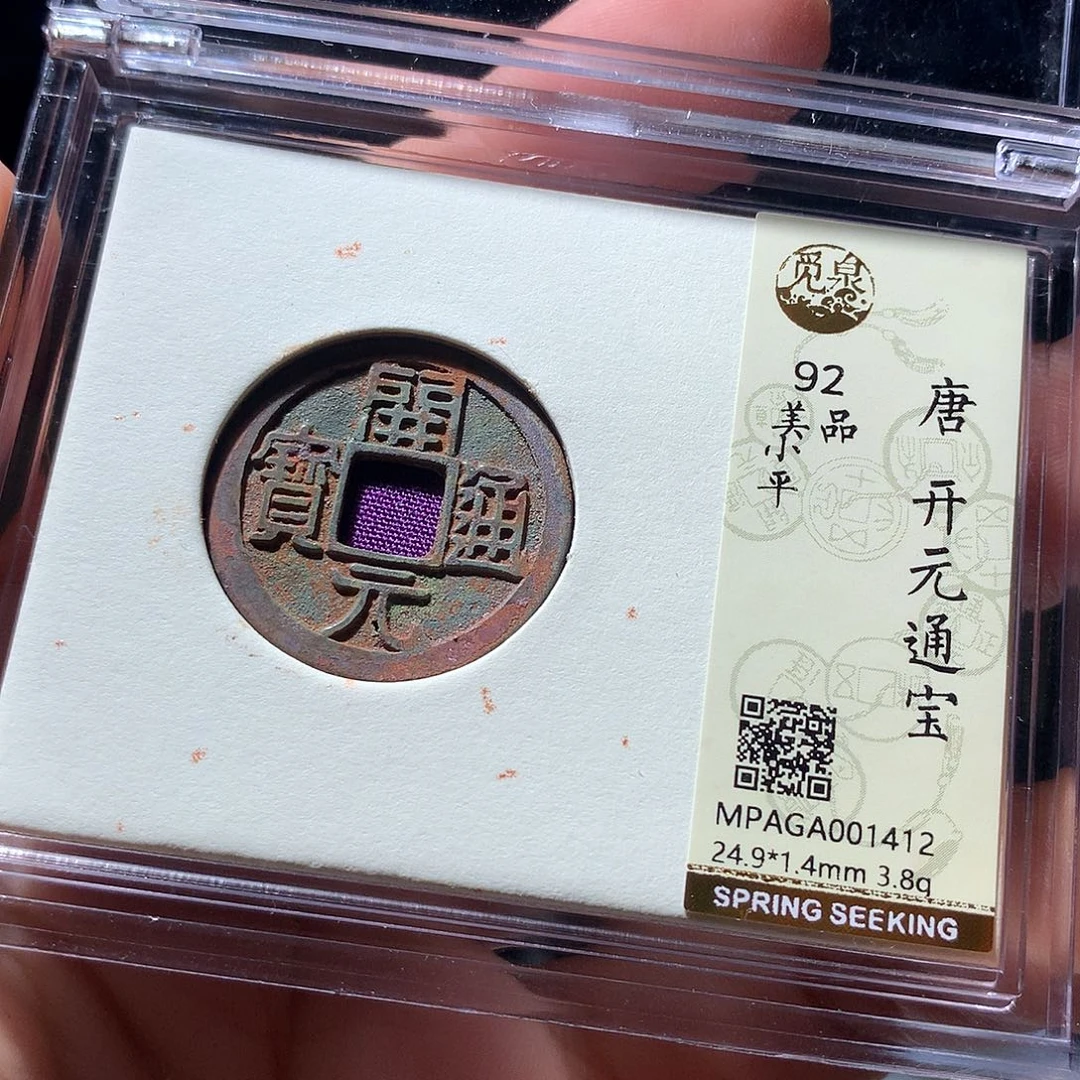 開元通寶
觅泉
92
美品
小平
唐 开元通宝
MPAGA001412
24.9*1.4mm 3.8g
SPRING SEEKING